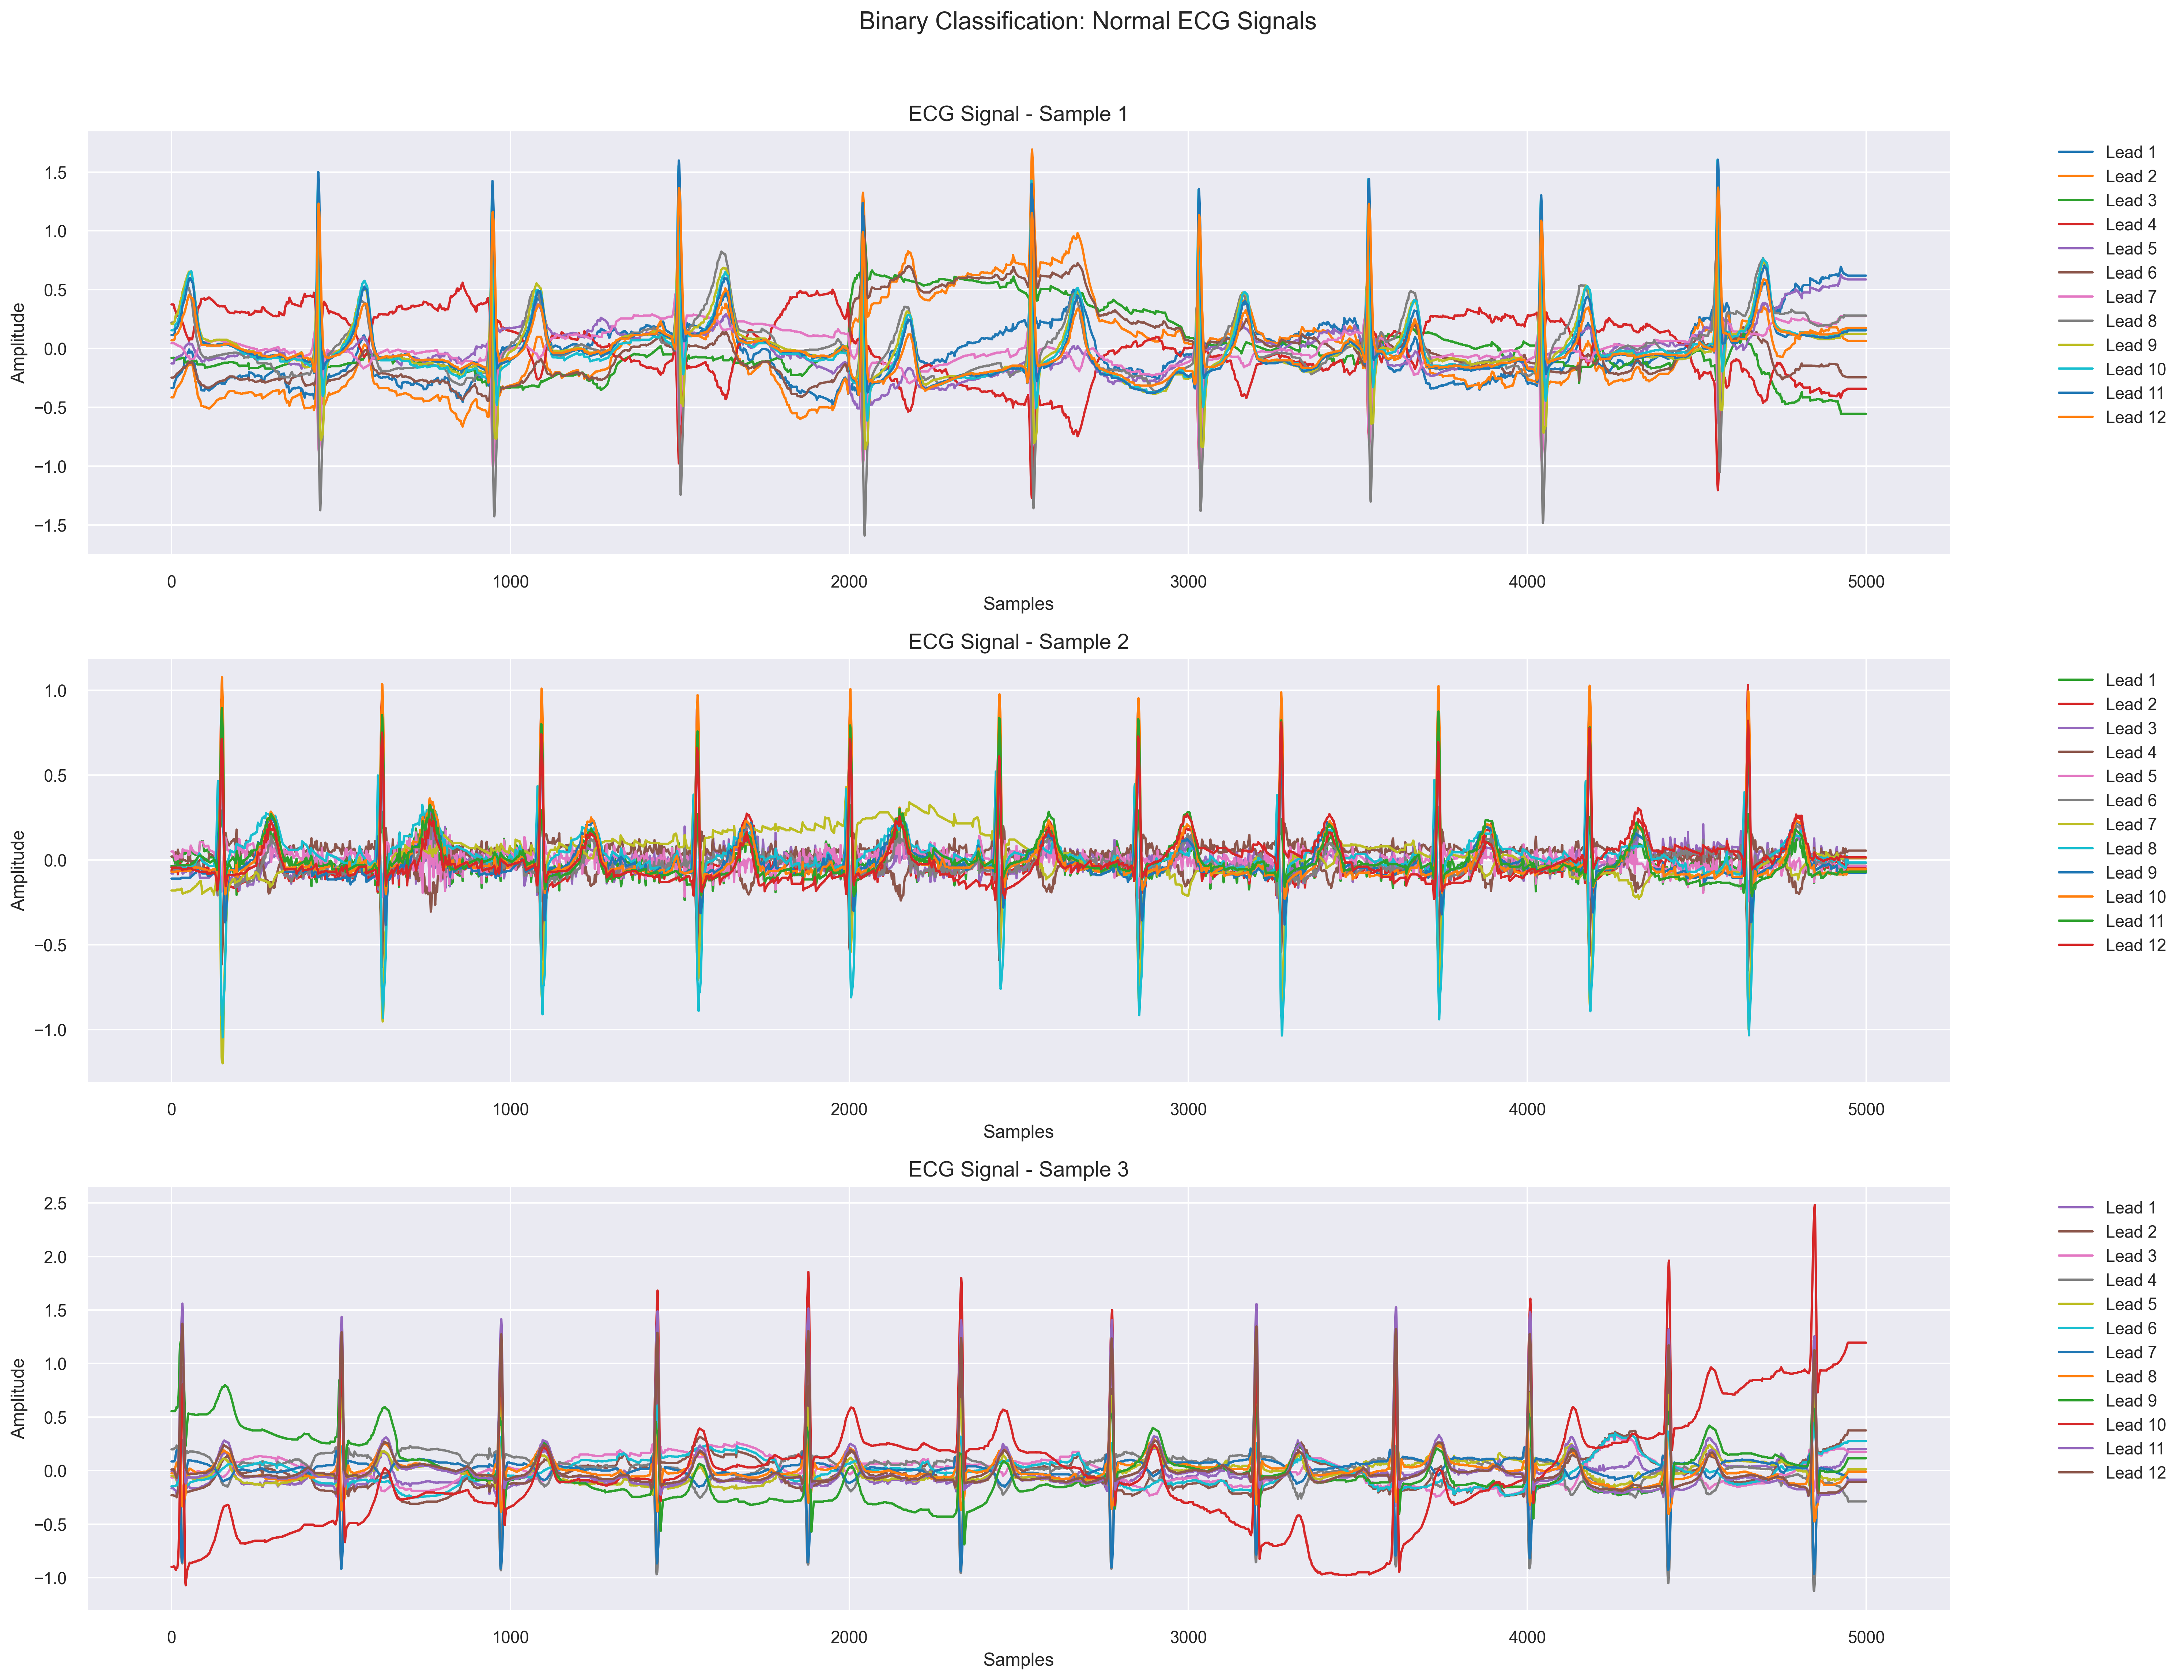 Binary Classification: Normal ECG Signals
ECG Signal - Sample 1
Amplitude
1.5
1.0
0.5
0.0
−0.5
−1.0
−1.5
0 1000 2000 3000 4000 5000
Samples
Lead 1
Lead 2
Lead 3
Lead 4
Lead 5
Lead 6
Lead 7
Lead 8
Lead 9
Lead 10
Lead 11
Lead 12
ECG Signal - Sample 2
Amplitude
1.0
0.5
0.0
−0.5
−1.0
0 1000 2000 3000 4000 5000
Samples
Lead 1
Lead 2
Lead 3
Lead 4
Lead 5
Lead 6
Lead 7
Lead 8
Lead 9
Lead 10
Lead 11
Lead 12
ECG Signal - Sample 3
Amplitude
2.5
2.0
1.5
1.0
0.5
0.0
−0.5
−1.0
0 1000 2000 3000 4000 5000
Samples
Lead 1
Lead 2
Lead 3
Lead 4
Lead 5
Lead 6
Lead 7
Lead 8
Lead 9
Lead 10
Lead 11
Lead 12